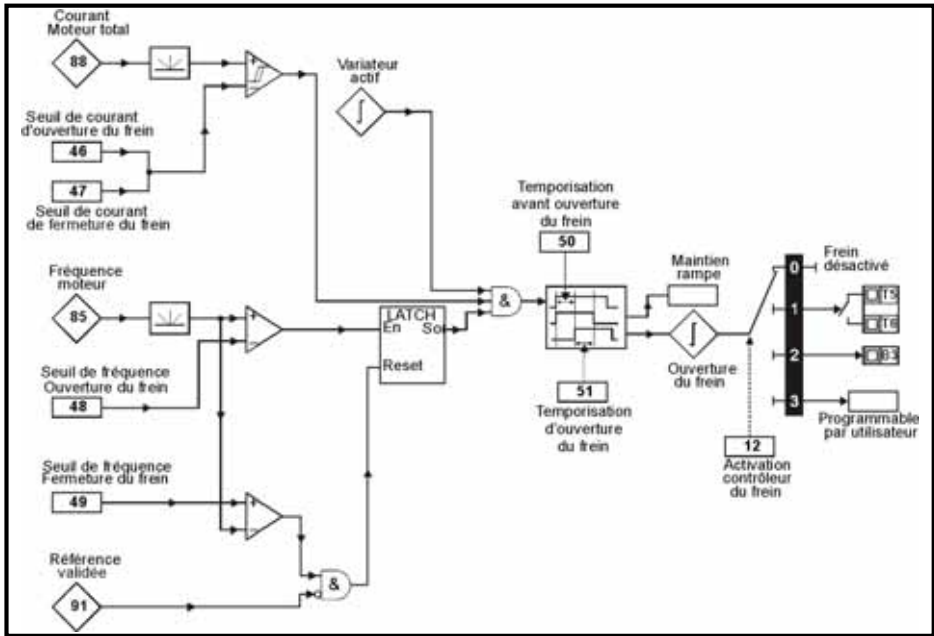 Courant
Moteur total
88
Seuil de courant
d'ouverture du frein
46
47
Seuil de courant
de fermeture du frein
Variateur
actif
Fréquence
moteur
85
Seuil de fréquence
Ouverture du frein
48
Seuil de fréquence
Fermeture du frein
49
Référence
validée
91
&
LATCH
En
So
Reset
&
Temporisation
avant ouverture
du frein
50
51
Temporisation
d'ouverture
du frein
Maintien
rampe
Ouverture
du frein
12
Activation
contrôleur
du frein
0
1
2
3
Frein
désactivé
T5
T6
B3
Programmable
par utilisateur